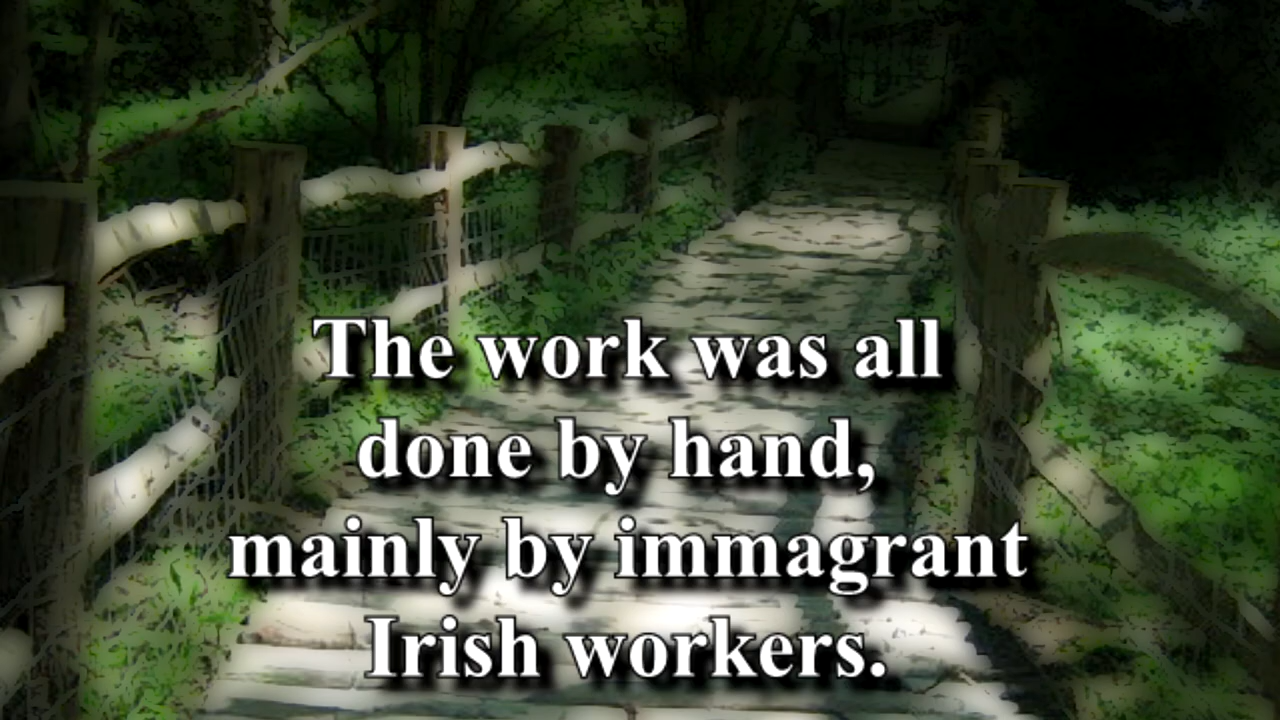 The work was all
done by hand,
mainly by immagrant
Irish workers.